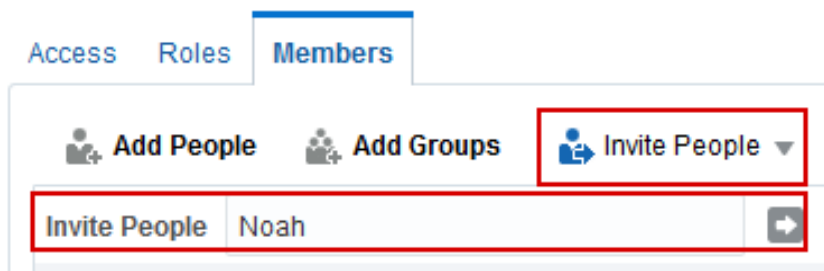 Access Roles Members
Add People Add Groups Invite People
Invite People Noah